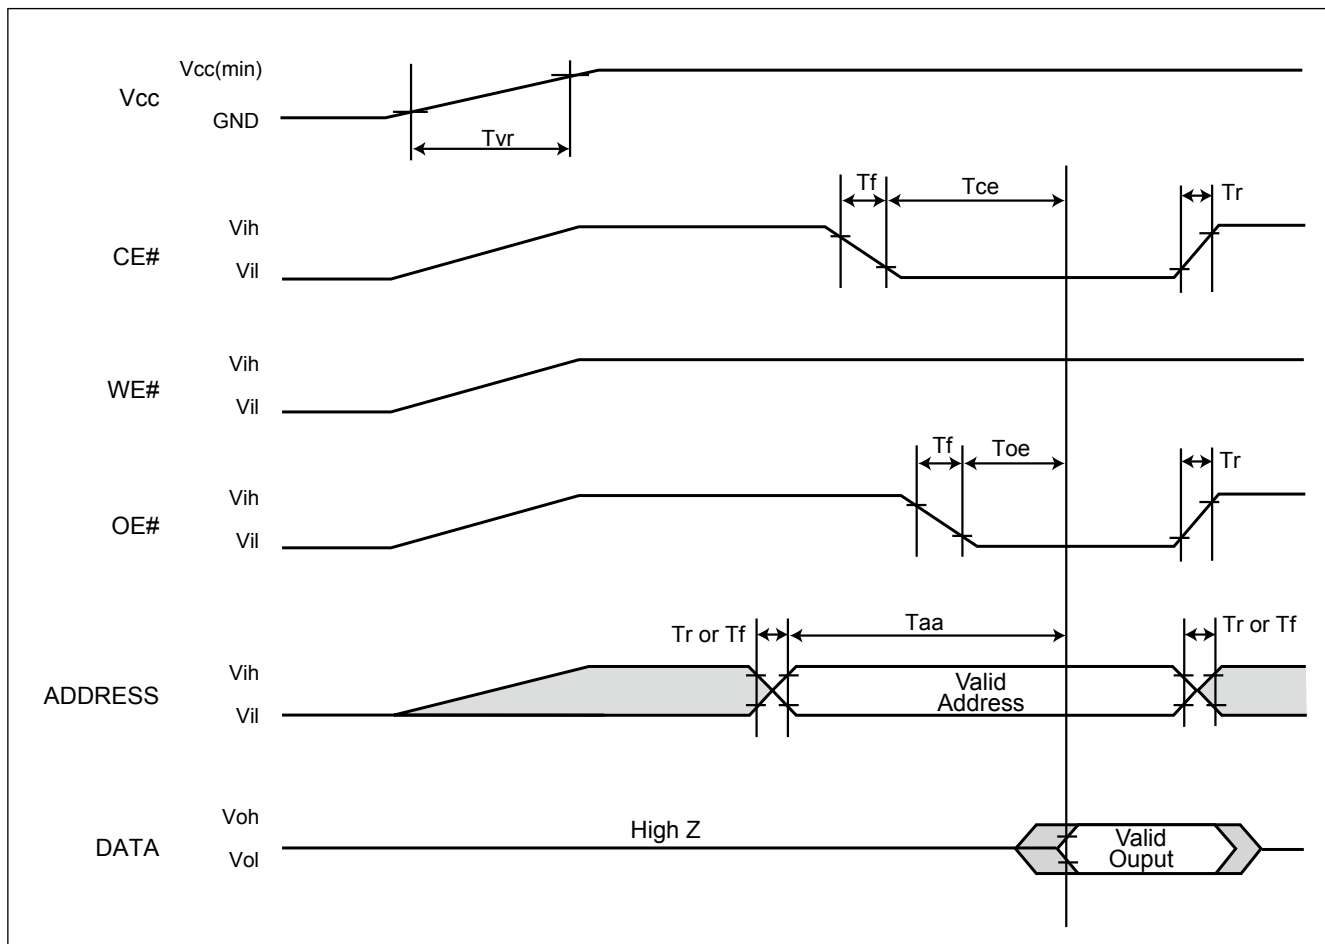 Vcc(min)
Vcc
GND
Tvr
Tf
Tce
Tr
Vih
CE#
Vil
Vih
WE#
Vil
Tf
Toe
Tr
Vih
OE#
Vil
Tr or Tf
Taa
Tr or Tf
Vih
ADDRESS
Vil
Valid
Address
Voh
DATA
Vol
High Z
Valid
Ouput